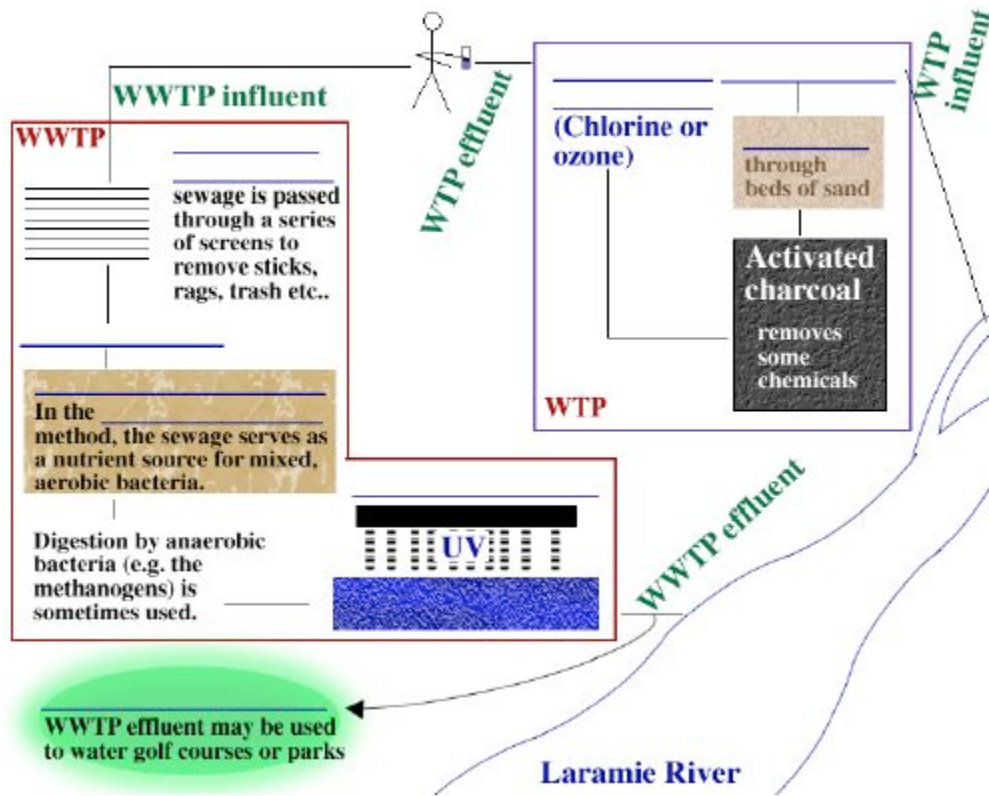 WWTP influent
WTP effluent
WTP
influent
WWTP
sewage is passed
through a series
of screens to
remove sticks,
rags, trash etc..
(Chlorine or
ozone)
through
beds of sand
Activated
charcoal
removes
some
chemicals
WTP
In the
method, the sewage serves as
a nutrient source for mixed,
aerobic bacteria.
Digestion by anaerobic
bacteria (e.g. the
methanogens) is
sometimes used.
UV
WWTP effluent
WWTP effluent may be used
to water golf courses or parks
Laramie River